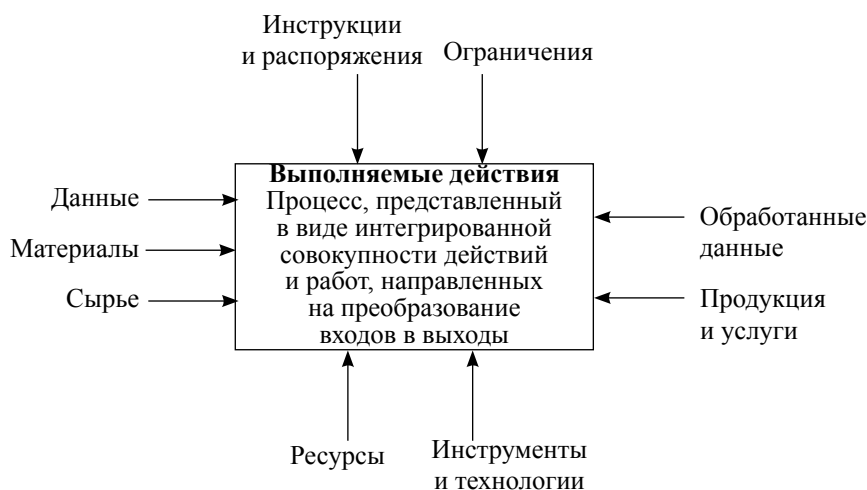 Инструкции
и распоряжения
Ограничения
Выполняемые действия
Процесс, представленный
в виде интегрированной
совокупности действий
и работ, направленных
на преобразование
входов в выходы
Данные
Материалы
Сырье
Обработанные
данные
Продукция
и услуги
Ресурсы
Инструменты
и технологии